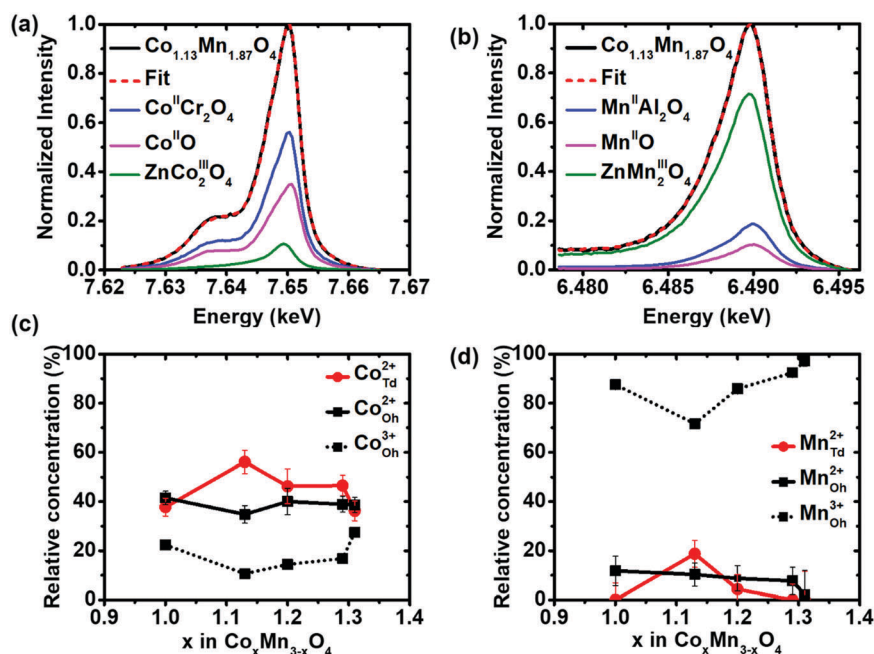 (a)
Normalized Intensity
1.0
0.8
0.6
0.4
0.2
0.0
Co1.13Mn1.87O4
Fit
CoIICr2O4
CoIIO
ZnCo2IIIO4
7.62 7.63 7.64 7.65 7.66 7.67
Energy (keV)
(b)
Normalized Intensity
1.0
0.8
0.6
0.4
0.2
0.0
Co1.13Mn1.87O4
Fit
MnIIAl2O4
MnIIO
ZnMn2IIIO4
6.480 6.485 6.490 6.495
Energy (keV)
(c)
Relative concentration (%)
100
80
60
40
20
0
Co2+Td
Co2+Oh
Co3+Oh
0.9 1.0 1.1 1.2 1.3 1.4
x in CoxMn3-xO4
(d)
Relative concentration (%)
100
80
60
40
20
0
Mn2+Td
Mn2+Oh
Mn3+Oh
0.9 1.0 1.1 1.2 1.3 1.4
x in CoxMn3-xO4